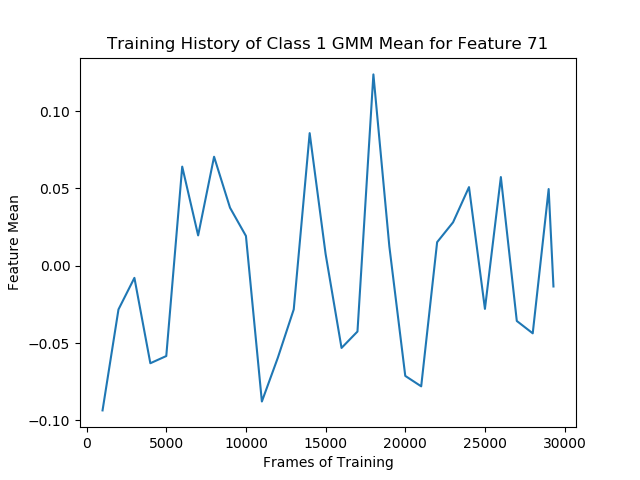 Training History of Class 1 GMM Mean for Feature 71
0.10
0.05
0.00
−0.05
−0.10
Feature Mean
0 5000 10000 15000 20000 25000 30000
Frames of Training